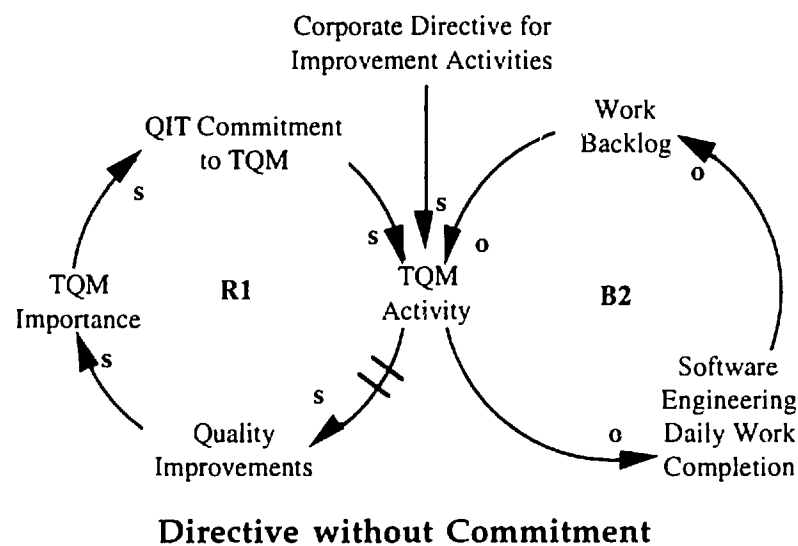 Corporate Directive for
Improvement Activities
QIT Commitment
to TQM
Work
Backlog
s
o
s
s
o
TQM
Activity
TQM
Importance
R1
B2
s
s
Software
Engineering
Daily Work
Completion
o
Quality
Improvements
Directive without Commitment